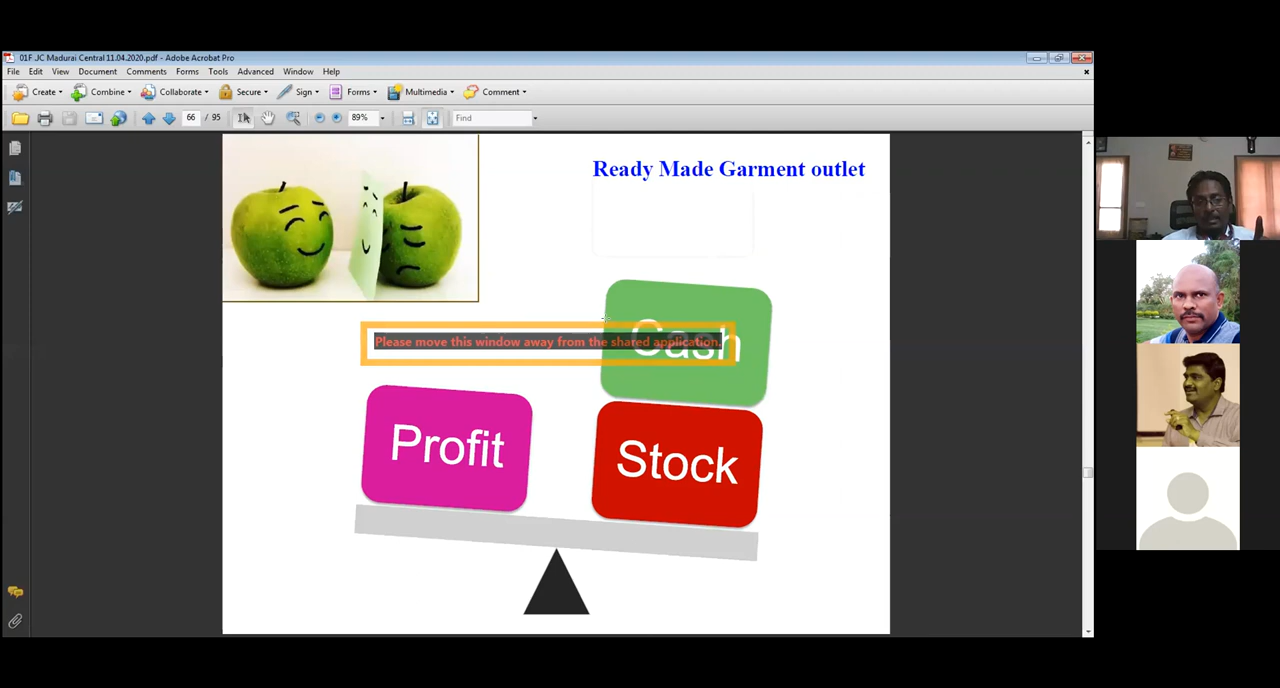 01F JC Madurai Central 11.04.2020.pdf - Adobe Acrobat Pro
File Edit View Document Comments Forms Tools Advanced Window Help
Create Combine Collaborate Secure Sign Forms Multimedia Comment
66 / 95 89% Find
Ready Made Garment outlet
Cash
Please move this window away from the shared application.
Profit
Stock